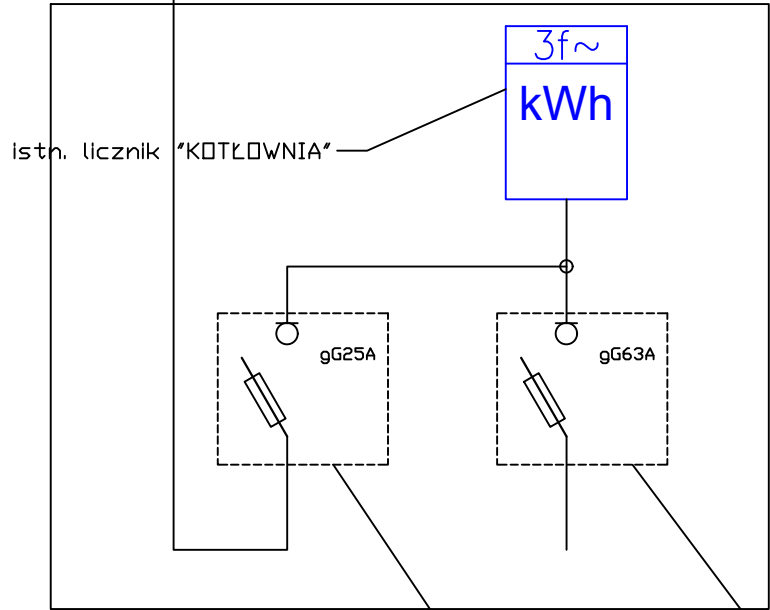 3f~
kWh
istn. licznik "KOTŁOWNIA"
gG25A
gG63A